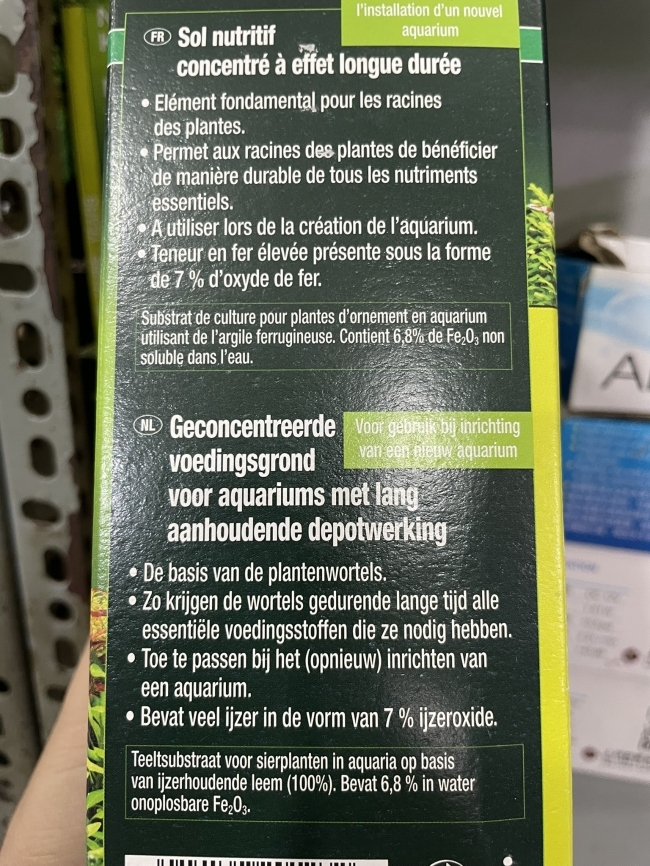 l'installation d'un nouvel
aquarium
FR Sol nutritif
concentré à effet longue durée
• Elément fondamental pour les racines
des plantes.
• Permet aux racines des plantes de bénéficier
de manière durable de tous les nutriments
essentiels.
• A utiliser lors de la création de l'aquarium.
• Teneur en fer élevée présente sous la forme
de 7 % d'oxyde de fer.
Substrat de culture pour plantes d'ornement en aquarium
utilisant de l'argile ferrugineuse. Contient 6,8% de Fe₂O₃ non
soluble dans l'eau.
NL Geconcentreerde
voedingsgrond
voor aquariums met lang
aanhoudende depotwerking
Voor gebruik bij inrichting
van een nieuw aquarium
• De basis van de plantenwortels.
• Zo krijgen de wortels gedurende lange tijd alle
essentiële voedingsstoffen die ze nodig hebben.
• Toe te passen bij het (opnieuw) inrichten van
een aquarium.
• Bevat veel ijzer in de vorm van 7 % ijzeroxide.
Teeltsubstraat voor sierplanten in aquaria op basis
van ijzerhoudende leem (100%). Bevat 6,8 % in water
onoplosbare Fe₂O₃.